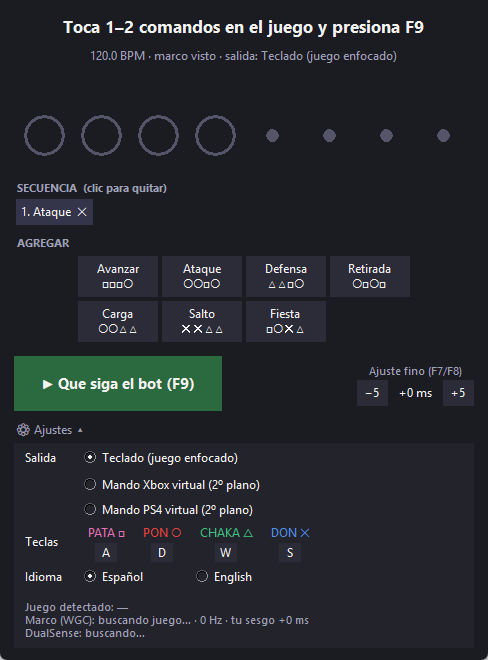 Toca 1–2 comandos en el juego y presiona F9
120.0 BPM · marco visto · salida: Teclado (juego enfocado)
SECUENCIA (clic para quitar)
1. Ataque ✕
AGREGAR
Avanzar Ataque Defensa Retirada
□□□○ ○○□○ △△□○ □○□○
Carga Salto Fiesta
○○△△ ✕✕△△ □○✕△
▶ Que siga el bot (F9)
Ajuste fino (F7/F8)
−5 +0 ms +5
⚙ Ajustes ▴
Salida Teclado (juego enfocado)
Mando Xbox virtual (2º plano)
Mando PS4 virtual (2º plano)
Teclas PATA □ PON ○ CHAKA △ DON ✕
A D W S
Idioma Español English
Juego detectado: —
Marco (WGC): buscando juego... · 0 Hz · tu sesgo +0 ms
DualSense: buscando...